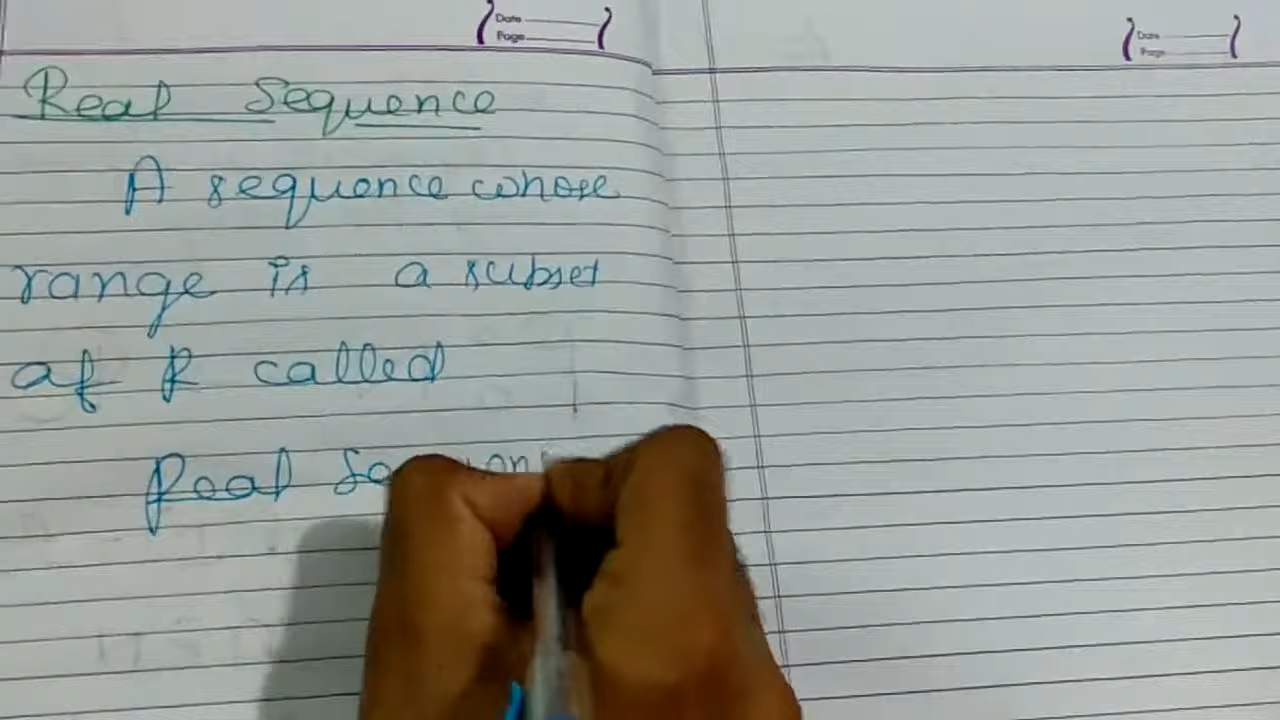 Date
Page
Date
Page
Real Sequence
A sequence whose
range is a subset
of R called
Real